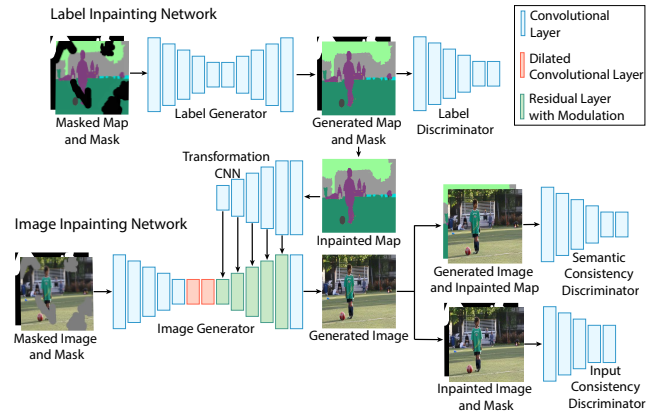 Label Inpainting Network
Masked Map
and Mask
Label Generator
Generated Map
and Mask
Label
Discriminator
Convolutional
Layer
Dilated
Convolutional Layer
Residual Layer
with Modulation
Transformation
CNN
Inpainted Map
Image Inpainting Network
Masked Image
and Mask
Image Generator
Generated Image
Generated Image
and Inpainted Map
Semantic
Consistency
Discriminator
Inpainted Image
and Mask
Input
Consistency
Discriminator